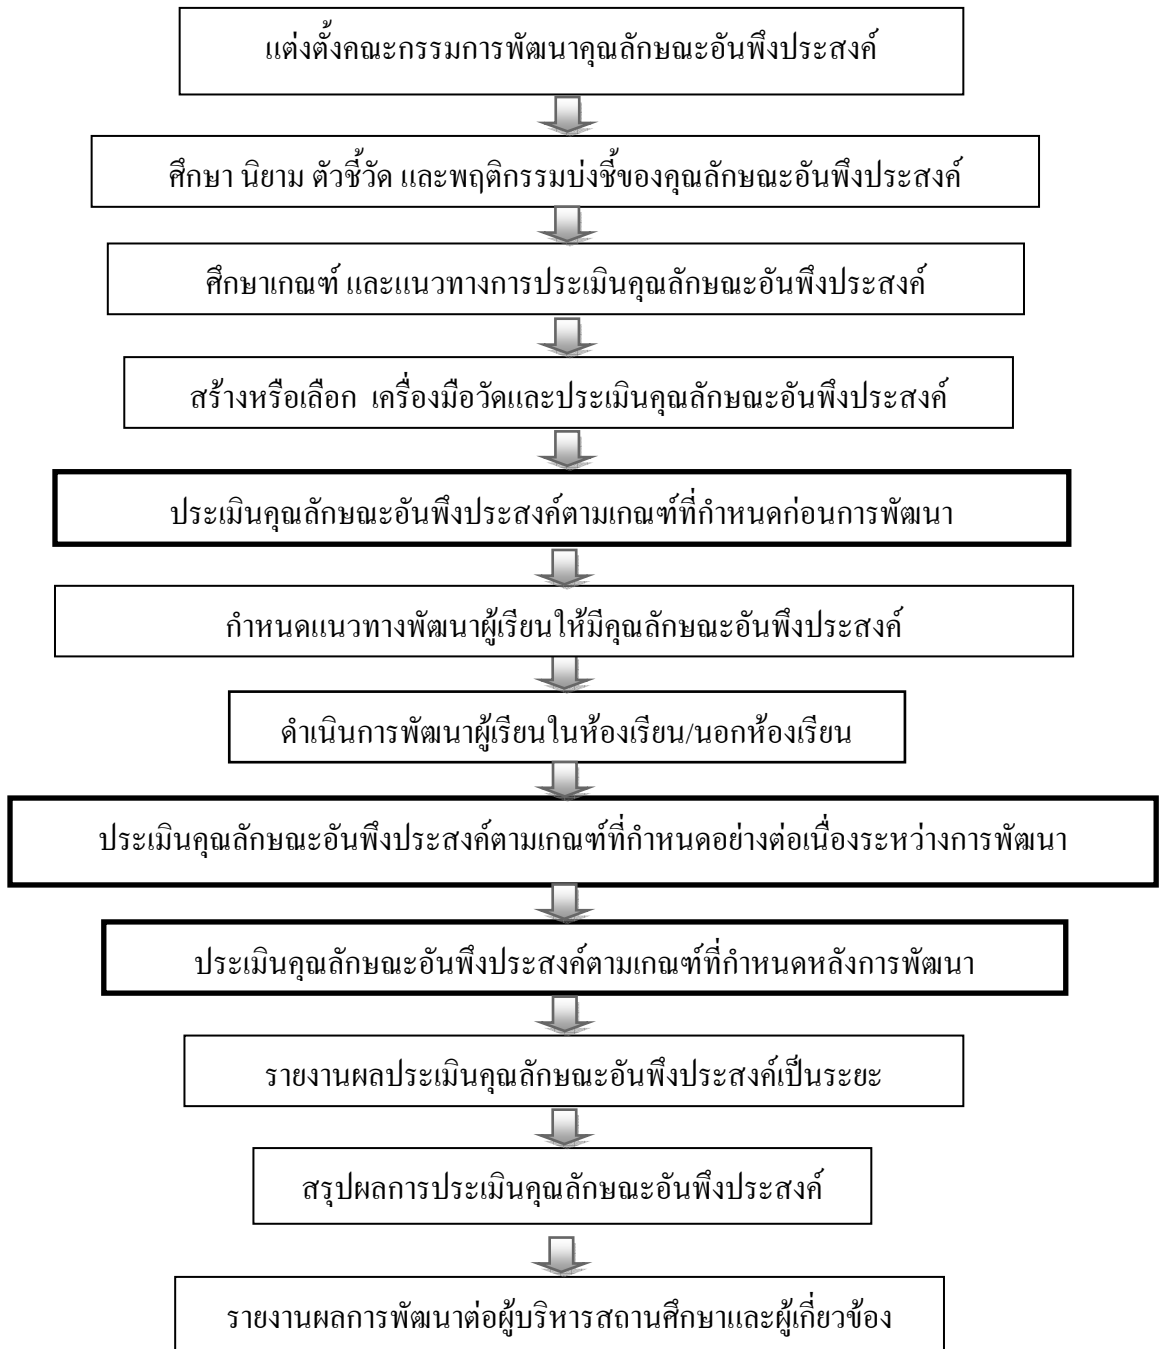 แต่งตั้งคณะกรรมการพัฒนาคุณลักษณะอันพึงประสงค์
ศึกษา นิยาม ตัวชี้วัด และพฤติกรรมบ่งชี้ของคุณลักษณะอันพึงประสงค์
ศึกษาเกณฑ์ และแนวทางการประเมินคุณลักษณะอันพึงประสงค์
สร้างหรือเลือก เครื่องมือวัดและประเมินคุณลักษณะอันพึงประสงค์
ประเมินคุณลักษณะอันพึงประสงค์ตามเกณฑ์ที่กำหนดก่อนการพัฒนา
กำหนดแนวทางพัฒนาผู้เรียนให้มีคุณลักษณะอันพึงประสงค์
ดำเนินการพัฒนาผู้เรียนในห้องเรียน/นอกห้องเรียน
ประเมินคุณลักษณะอันพึงประสงค์ตามเกณฑ์ที่กำหนดอย่างต่อเนื่องระหว่างการพัฒนา
ประเมินคุณลักษณะอันพึงประสงค์ตามเกณฑ์ที่กำหนดหลังการพัฒนา
รายงานผลประเมินคุณลักษณะอันพึงประสงค์เป็นระยะ
สรุปผลการประเมินคุณลักษณะอันพึงประสงค์
รายงานผลการพัฒนาต่อผู้บริหารสถานศึกษาและผู้เกี่ยวข้อง